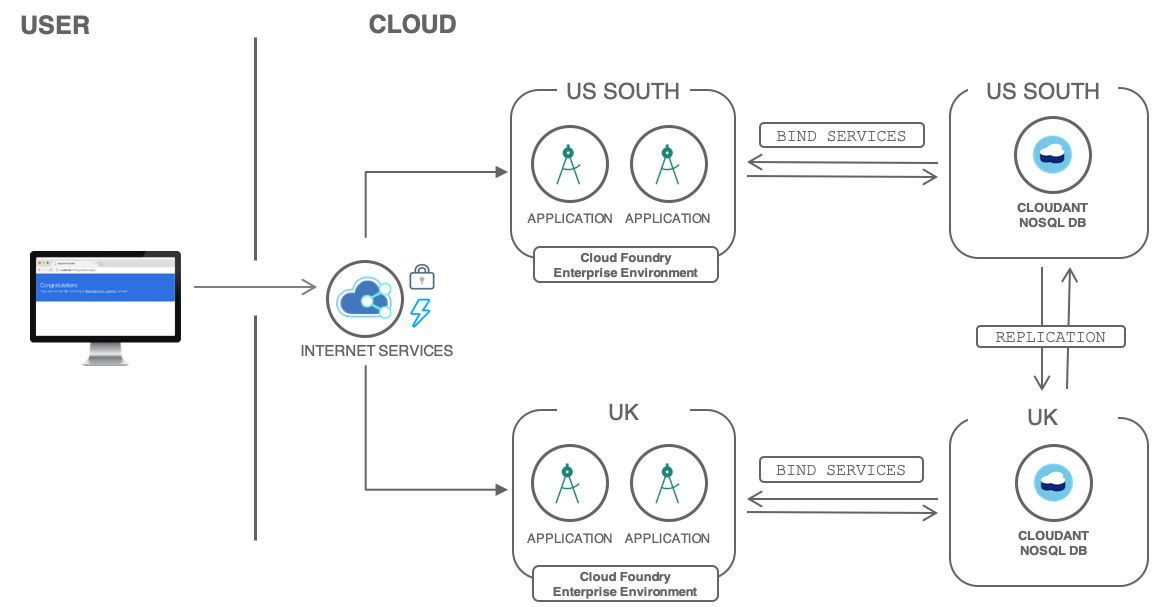 USER
CLOUD
US SOUTH
APPLICATION
APPLICATION
Cloud Foundry
Enterprise Environment
BIND SERVICES
US SOUTH
CLOUDANT
NOSQL DB
Congratulations
INTERNET SERVICES
REPLICATION
UK
APPLICATION
APPLICATION
Cloud Foundry
Enterprise Environment
BIND SERVICES
UK
CLOUDANT
NOSQL DB